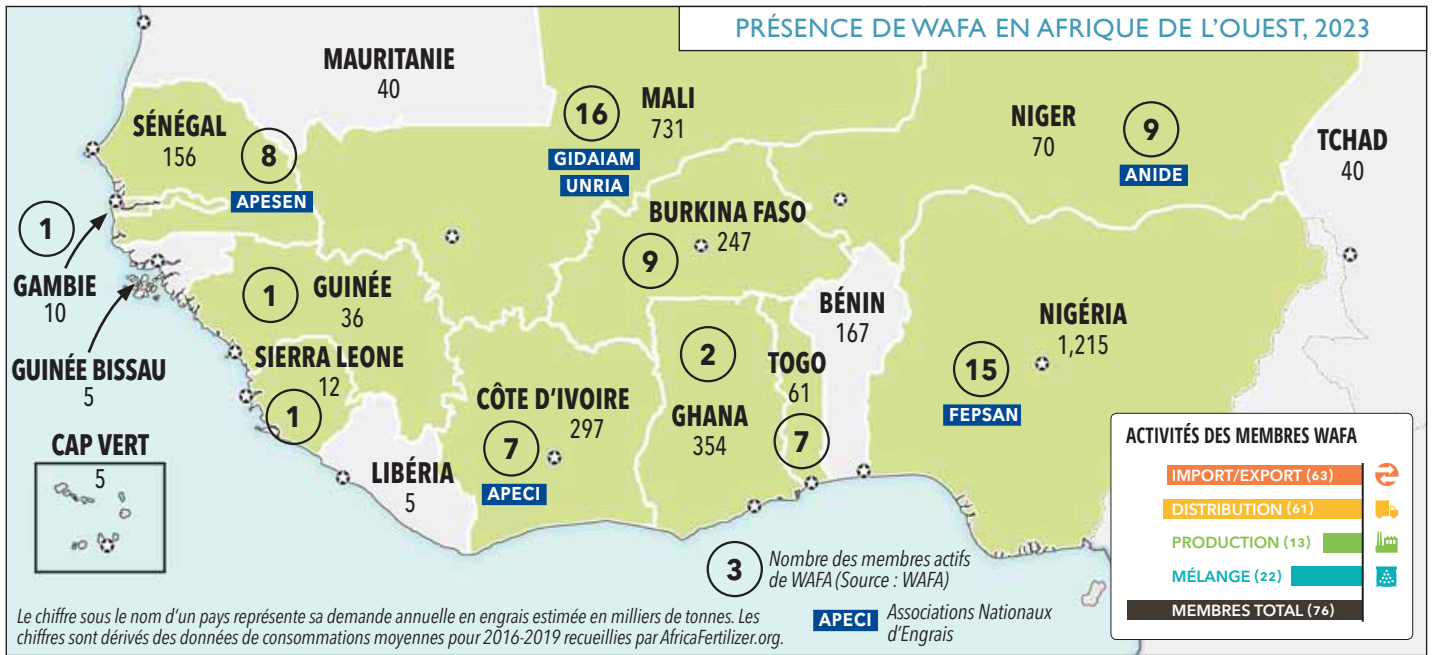 PRÉSENCE DE WAFA EN AFRIQUE DE L'OUEST, 2023
MAURITANIE
40
SÉNÉGAL
156
8
APESEN
16
MALI
731
GIDAIAM
UNRIA
NIGER
70
9
ANIDE
TCHAD
40
1
GAMBIE
10
GUINÉE BISSAU
5
1
GUINÉE
36
SIERRA LEONE
12
1
BURKINA FASO
247
9
BÉNIN
167
NIGÉRIA
1,215
15
FEPSAN
2
GHANA
354
TOGO
61
7
CÔTE D'IVOIRE
297
7
APECI
LIBÉRIA
5
CAP VERT
5
3
Nombre des membres actifs
de WAFA (Source : WAFA)
APECI
Associations Nationaux
d'Engrais
Le chiffre sous le nom d'un pays représente sa demande annuelle en engrais estimée en milliers de tonnes. Les
chiffres sont dérivés des données de consommations moyennes pour 2016-2019 recueillies par AfricaFertilizer.org.
ACTIVITÉS DES MEMBRES WAFA
IMPORT/EXPORT (63)
DISTRIBUTION (61)
PRODUCTION (13)
MÉLANGE (22)
MEMBRES TOTAL (76)